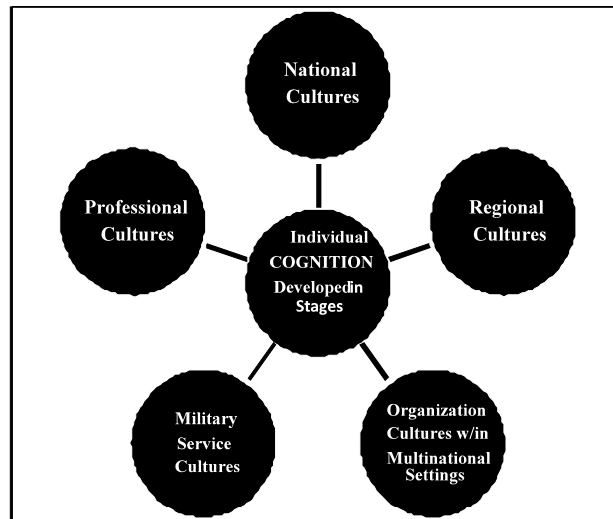 National
Cultures
Professional
Cultures
Regional
Cultures
Individual
COGNITION
Developedin
Stages
Military
Service
Cultures
Organization
Cultures w/in
Multinational
Settings